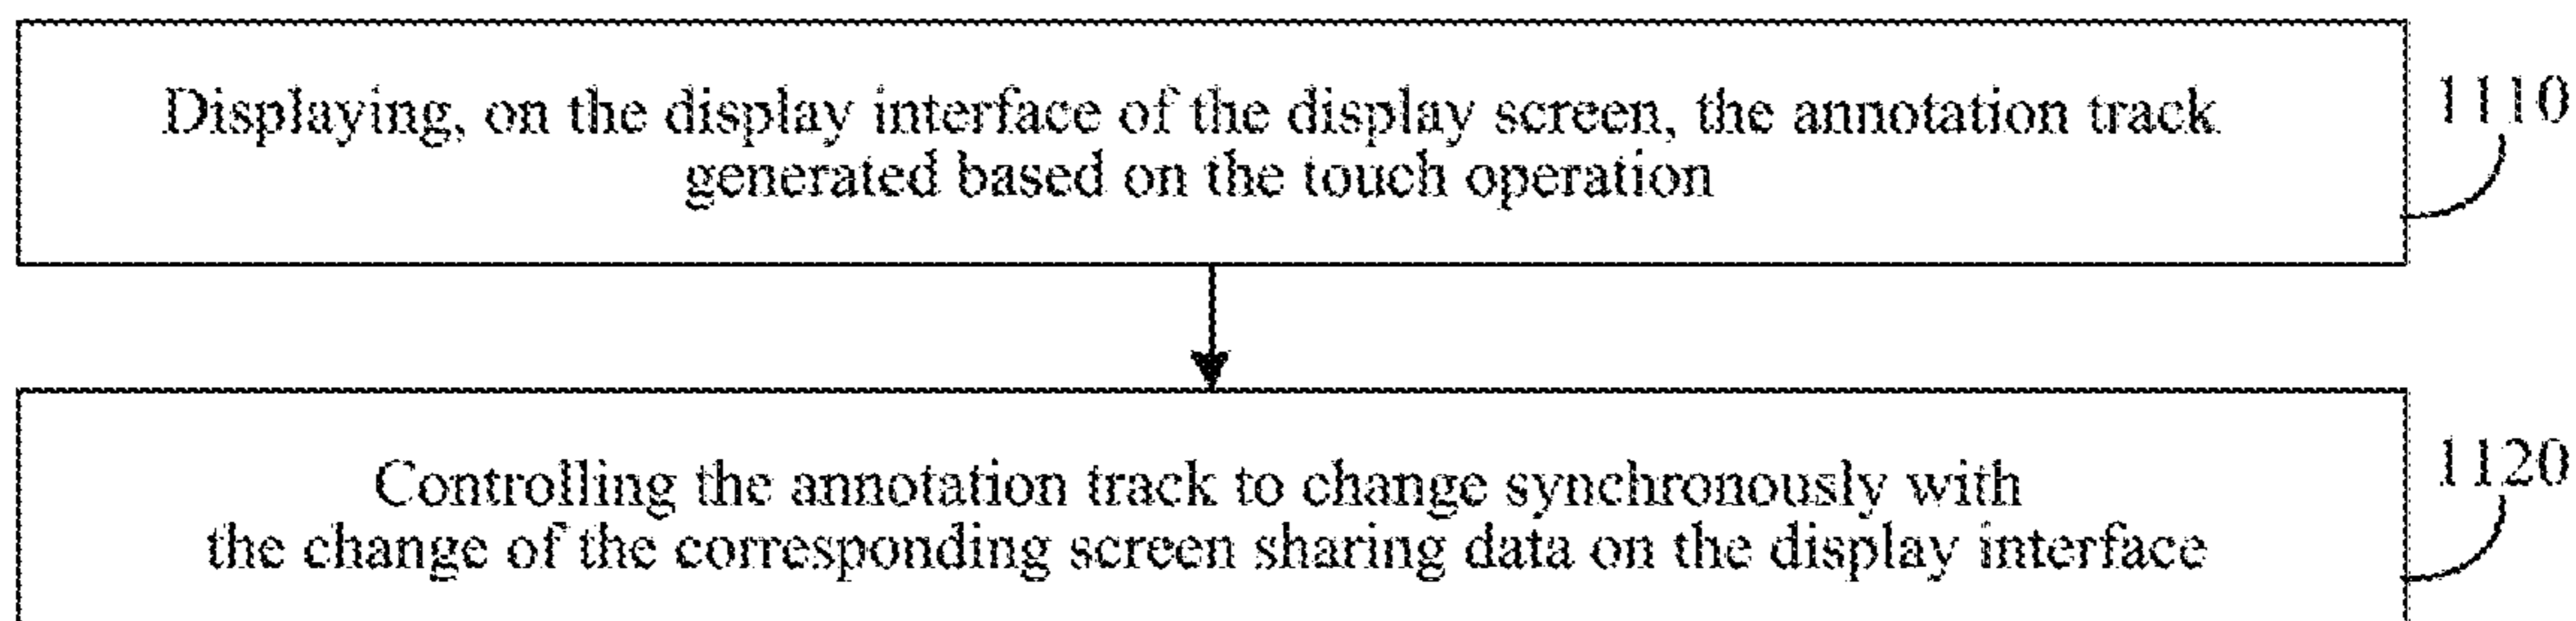 Displaying, on the display interface of the display screen, the annotation track
generated based on the touch operation
1110
Controlling the annotation track to change synchronously with
the change of the corresponding screen sharing data on the display interface
1120